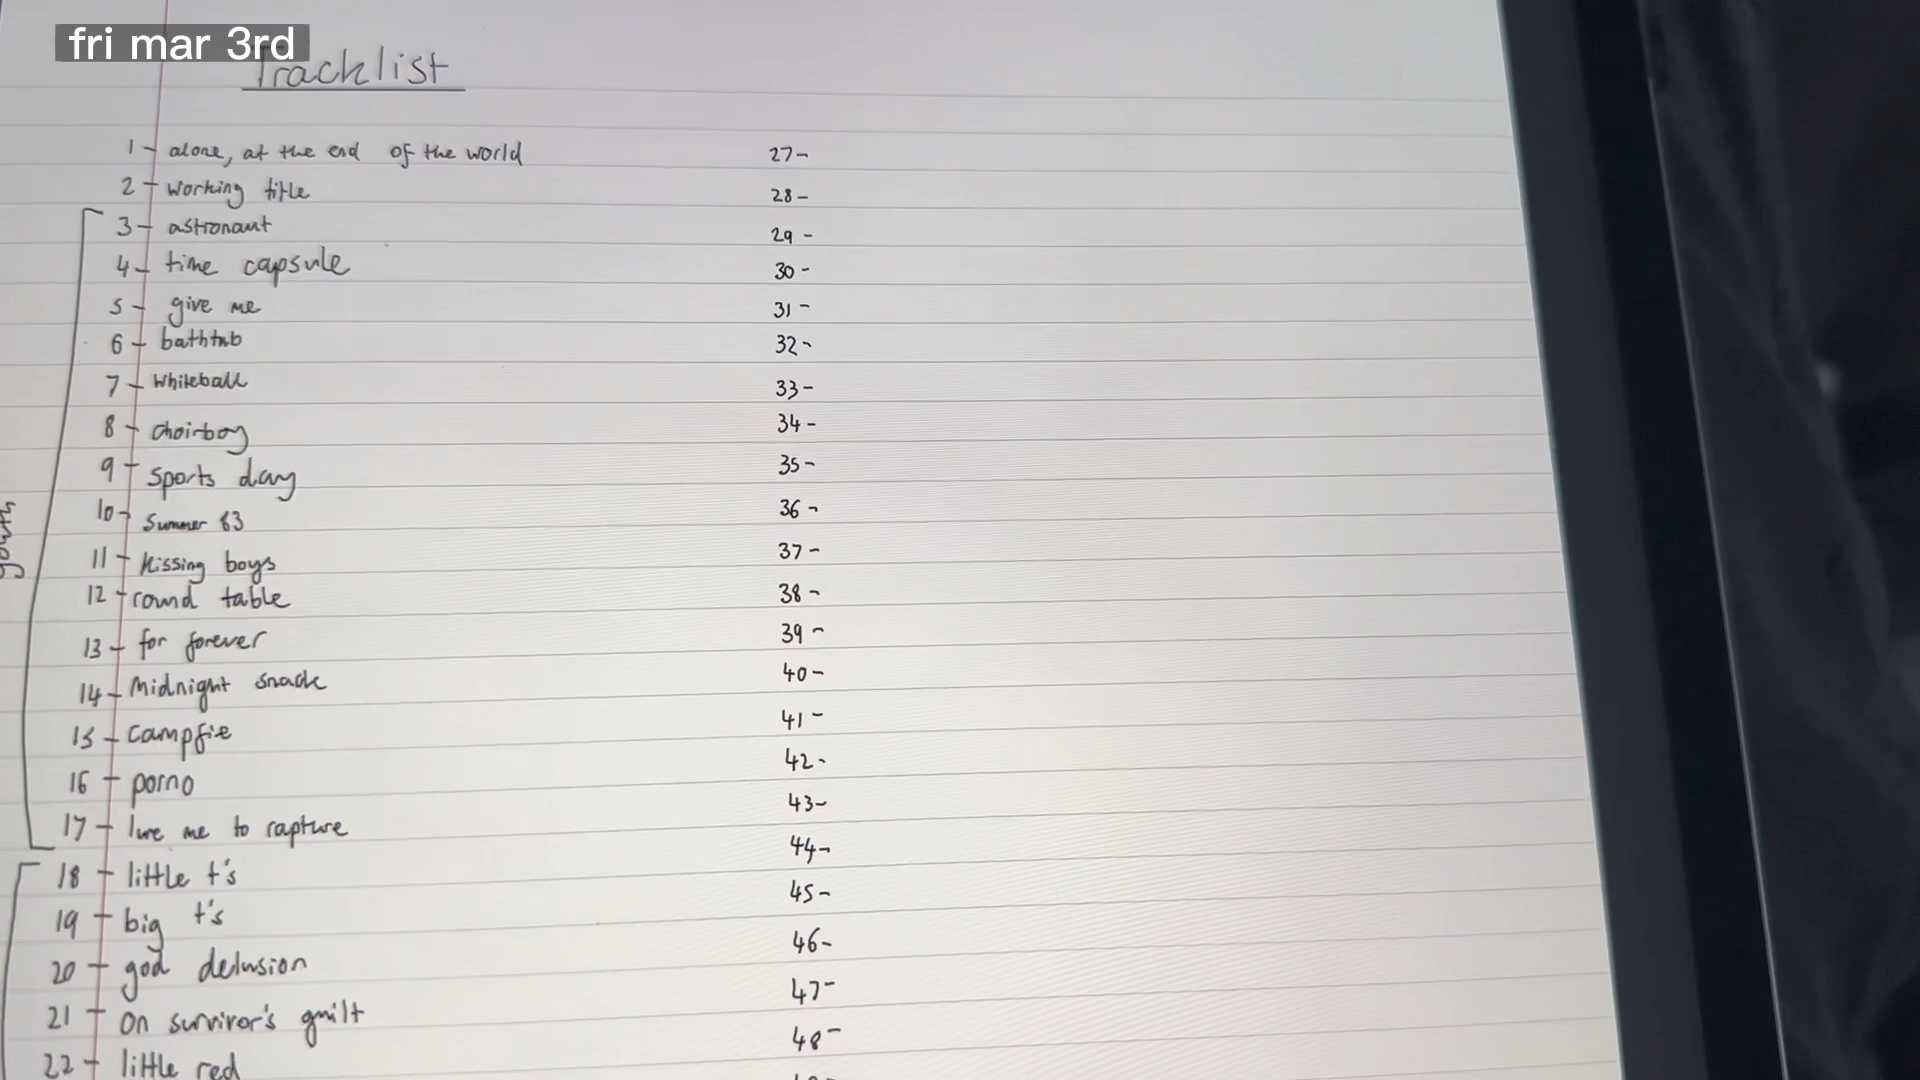 fri mar 3rd
Tracklist
1 - alone, at the end of the world
2 - working title
3 - astronaut
4 - time capsule
5 - give me
6 - bathtub
7 - whiteball
8 - choirboy
9 - sports day
10 - summer 83
11 - kissing boys
12 - round table
13 - for forever
14 - midnight snack
15 - campfie
16 - porno
17 - lure me to rapture
18 - little t's
19 - big t's
20 - god delusion
21 - on survivor's guilt
22 - little red
youth
27 -
28 -
29 -
30 -
31 -
32 -
33 -
34 -
35 -
36 -
37 -
38 -
39 -
40 -
41 -
42 -
43 -
44 -
45 -
46 -
47 -
48 -